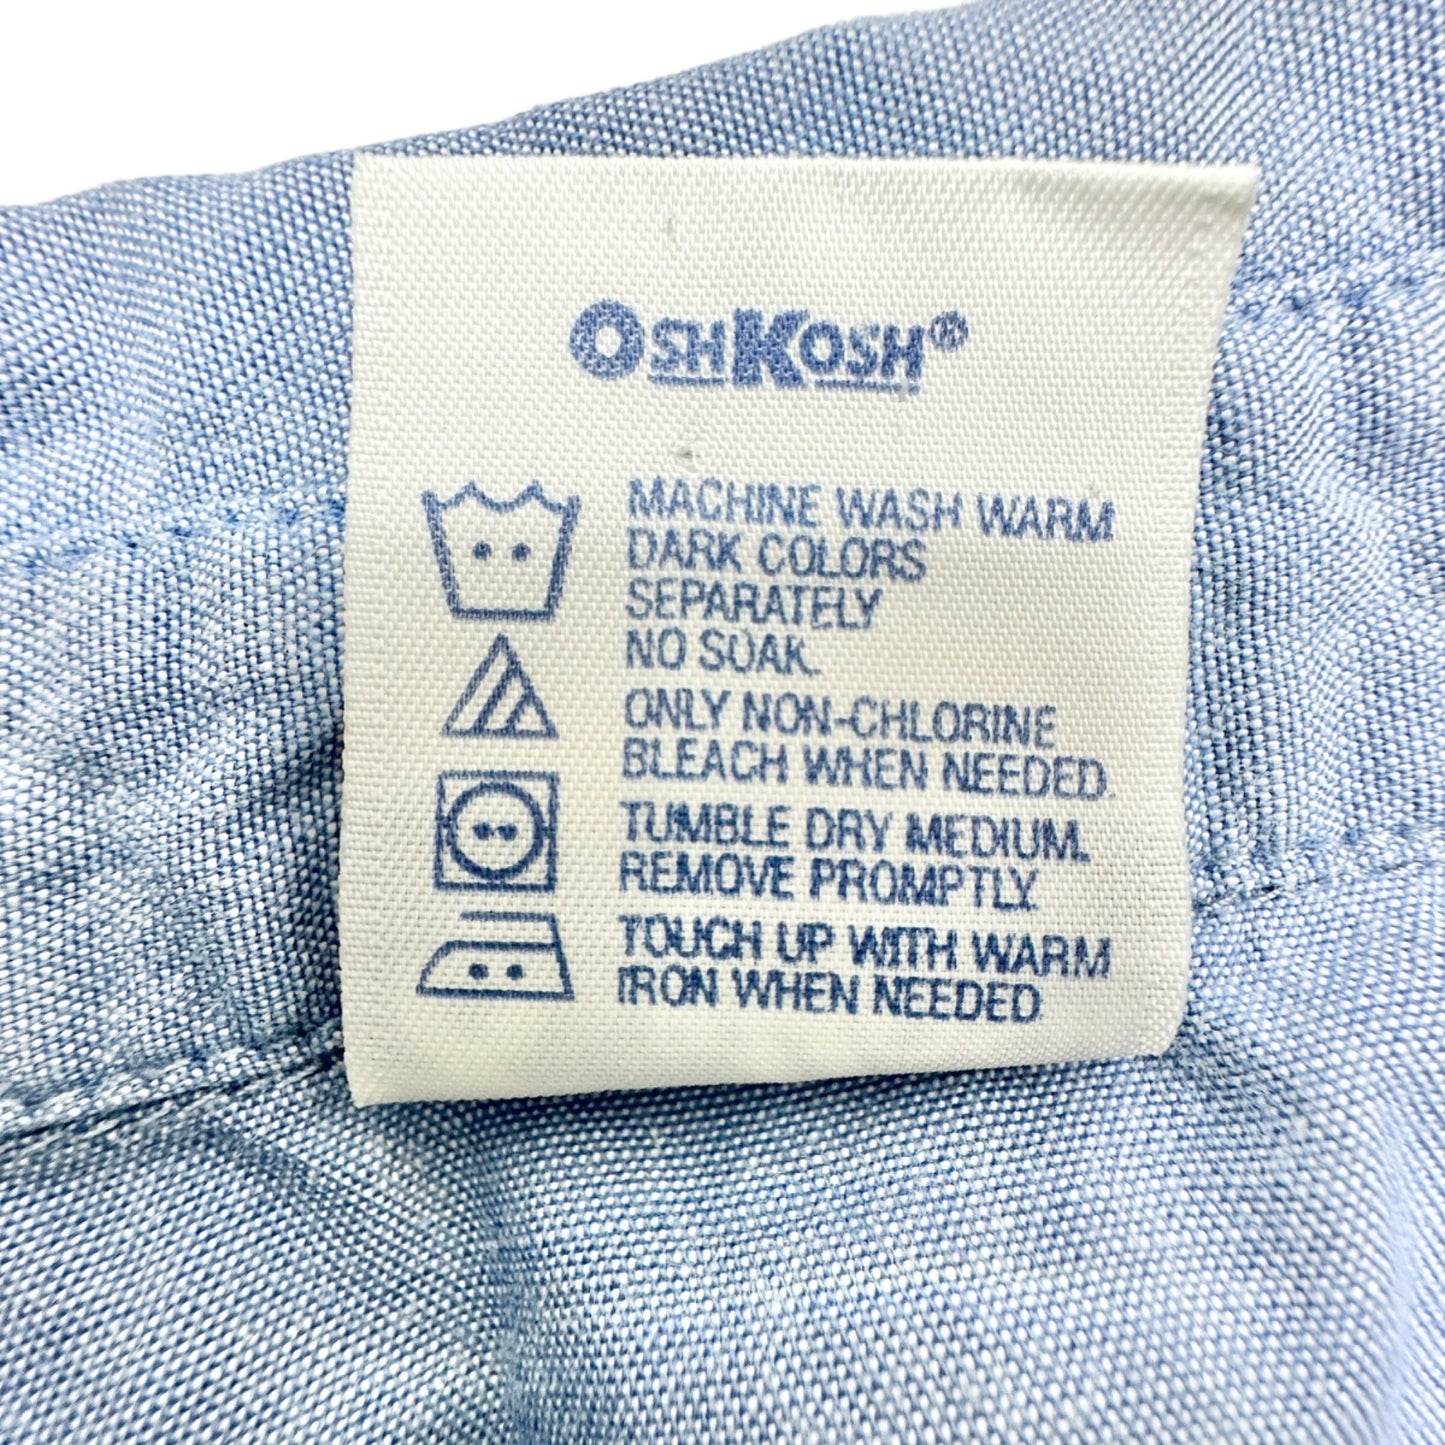 OSHKOSH®
MACHINE WASH WARM
DARK COLORS
SEPARATELY
NO SOAK.
ONLY NON-CHLORINE
BLEACH WHEN NEEDED.
TUMBLE DRY MEDIUM.
REMOVE PROMPTLY.
TOUCH UP WITH WARM
IRON WHEN NEEDED